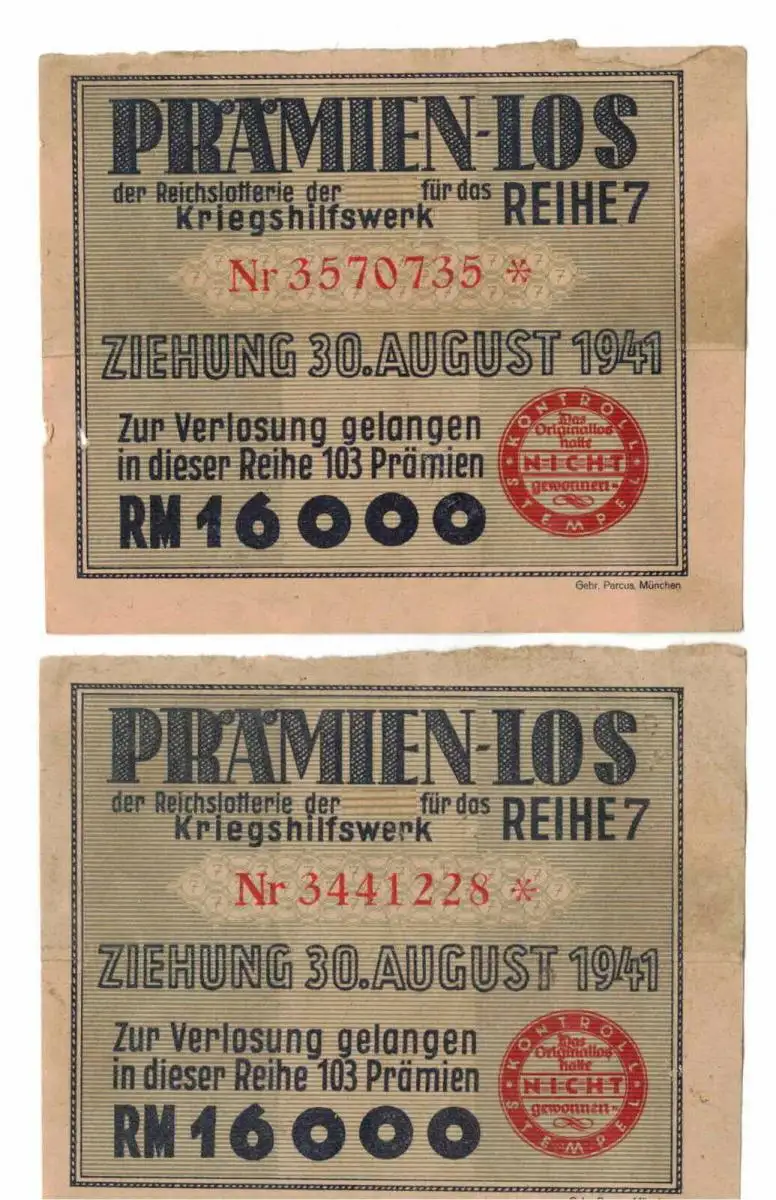 PRÄMIEN-LOS
der Reichslotterie der für das REIHE 7
Kriegshilfswerk
Nr 3570735 *
ZIEHUNG 30. AUGUST 1941
Zur Verlosung gelangen
in dieser Reihe 103 Prämien
RM 16000
KONTROLL
Das
Originallos
hatte
NICHT
gewonnen
STEMPEL
Gebr. Parcus, München
PRÄMIEN-LOS
der Reichslotterie der für das REIHE 7
Kriegshilfswerk
Nr 3441228 *
ZIEHUNG 30. AUGUST 1941
Zur Verlosung gelangen
in dieser Reihe 103 Prämien
RM 16000
KONTROLL
Das
Originallos
hatte
NICHT
gewonnen
STEMPEL